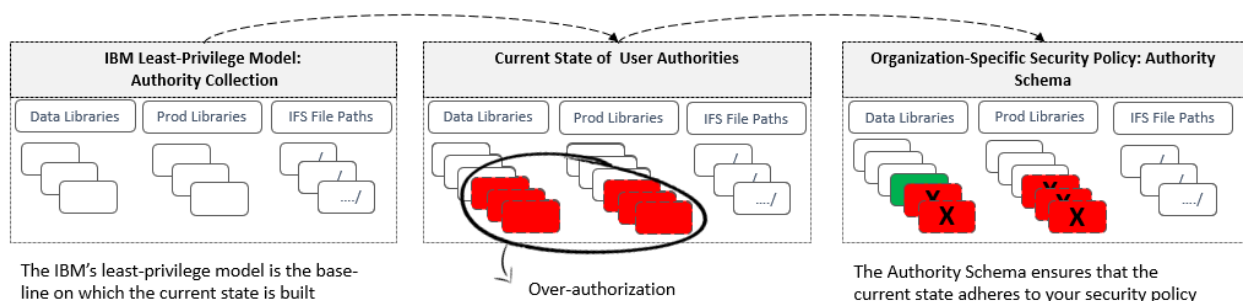 IBM Least-Privilege Model:
Authority Collection
Data Libraries
Prod Libraries
IFS File Paths
/
/
..../
The IBM's least-privilege model is the base-
line on which the current state is built
Current State of User Authorities
Data Libraries
Prod Libraries
IFS File Paths
/
/
..../
Over-authorization
Organization-Specific Security Policy: Authority
Schema
Data Libraries
Prod Libraries
IFS File Paths
/
/
..../
X
X
X
X
X
The Authority Schema ensures that the
current state adheres to your security policy